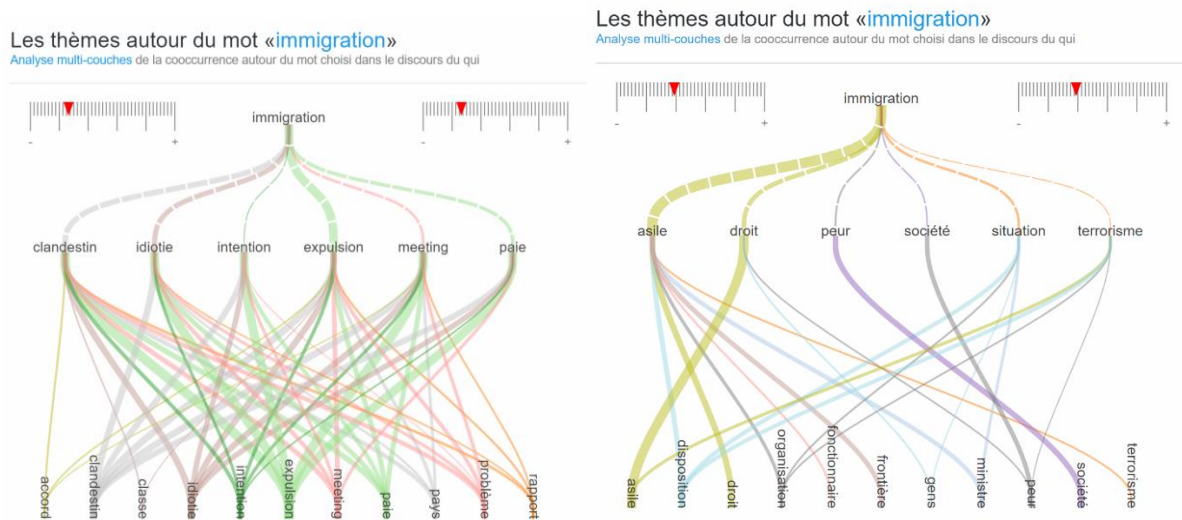 Les thèmes autour du mot «immigration»
Analyse multi-couches de la cooccurrence autour du mot choisi dans le discours du qui
- +
- +
immigration
clandestin idiotie intention expulsion meeting paie
accord clandestin classe idiotie intention expulsion meeting paie pays problème rapport
Les thèmes autour du mot «immigration»
Analyse multi-couches de la cooccurrence autour du mot choisi dans le discours du qui
- +
- +
immigration
asile droit peur société situation terrorisme
asile disposition droit organisation fonctionnaire frontière gens ministre peur société terrorisme